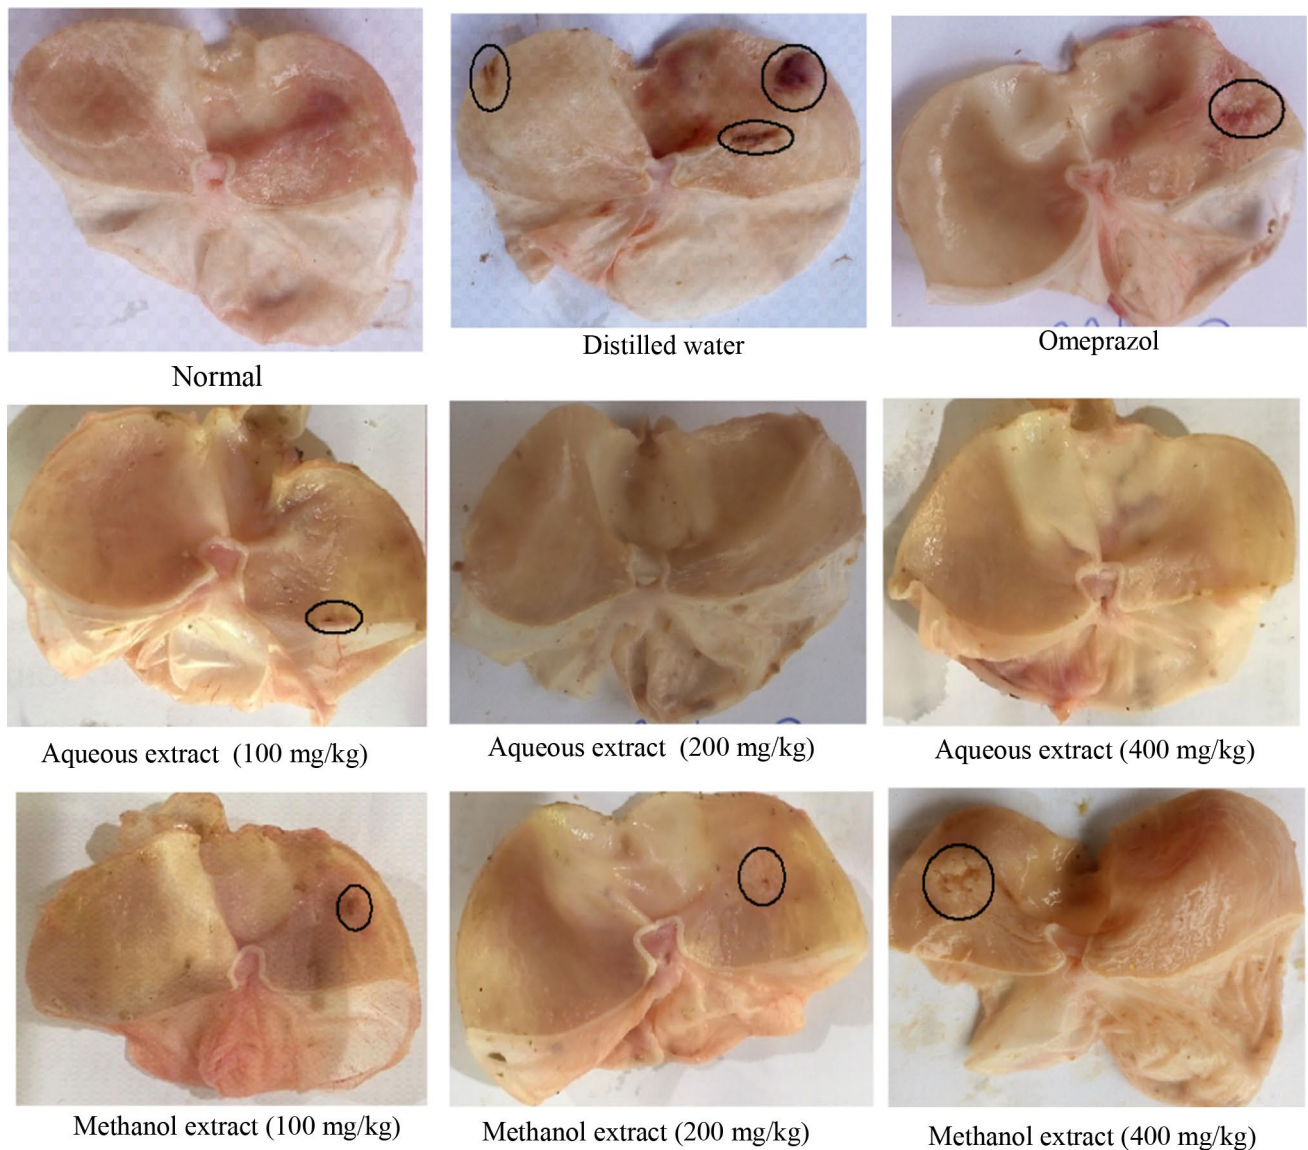 Normal
Distilled water
Omeprazol
Aqueous extract (100 mg/kg)
Aqueous extract (200 mg/kg)
Aqueous extract (400 mg/kg)
Methanol extract (100 mg/kg)
Methanol extract (200 mg/kg)
Methanol extract (400 mg/kg)